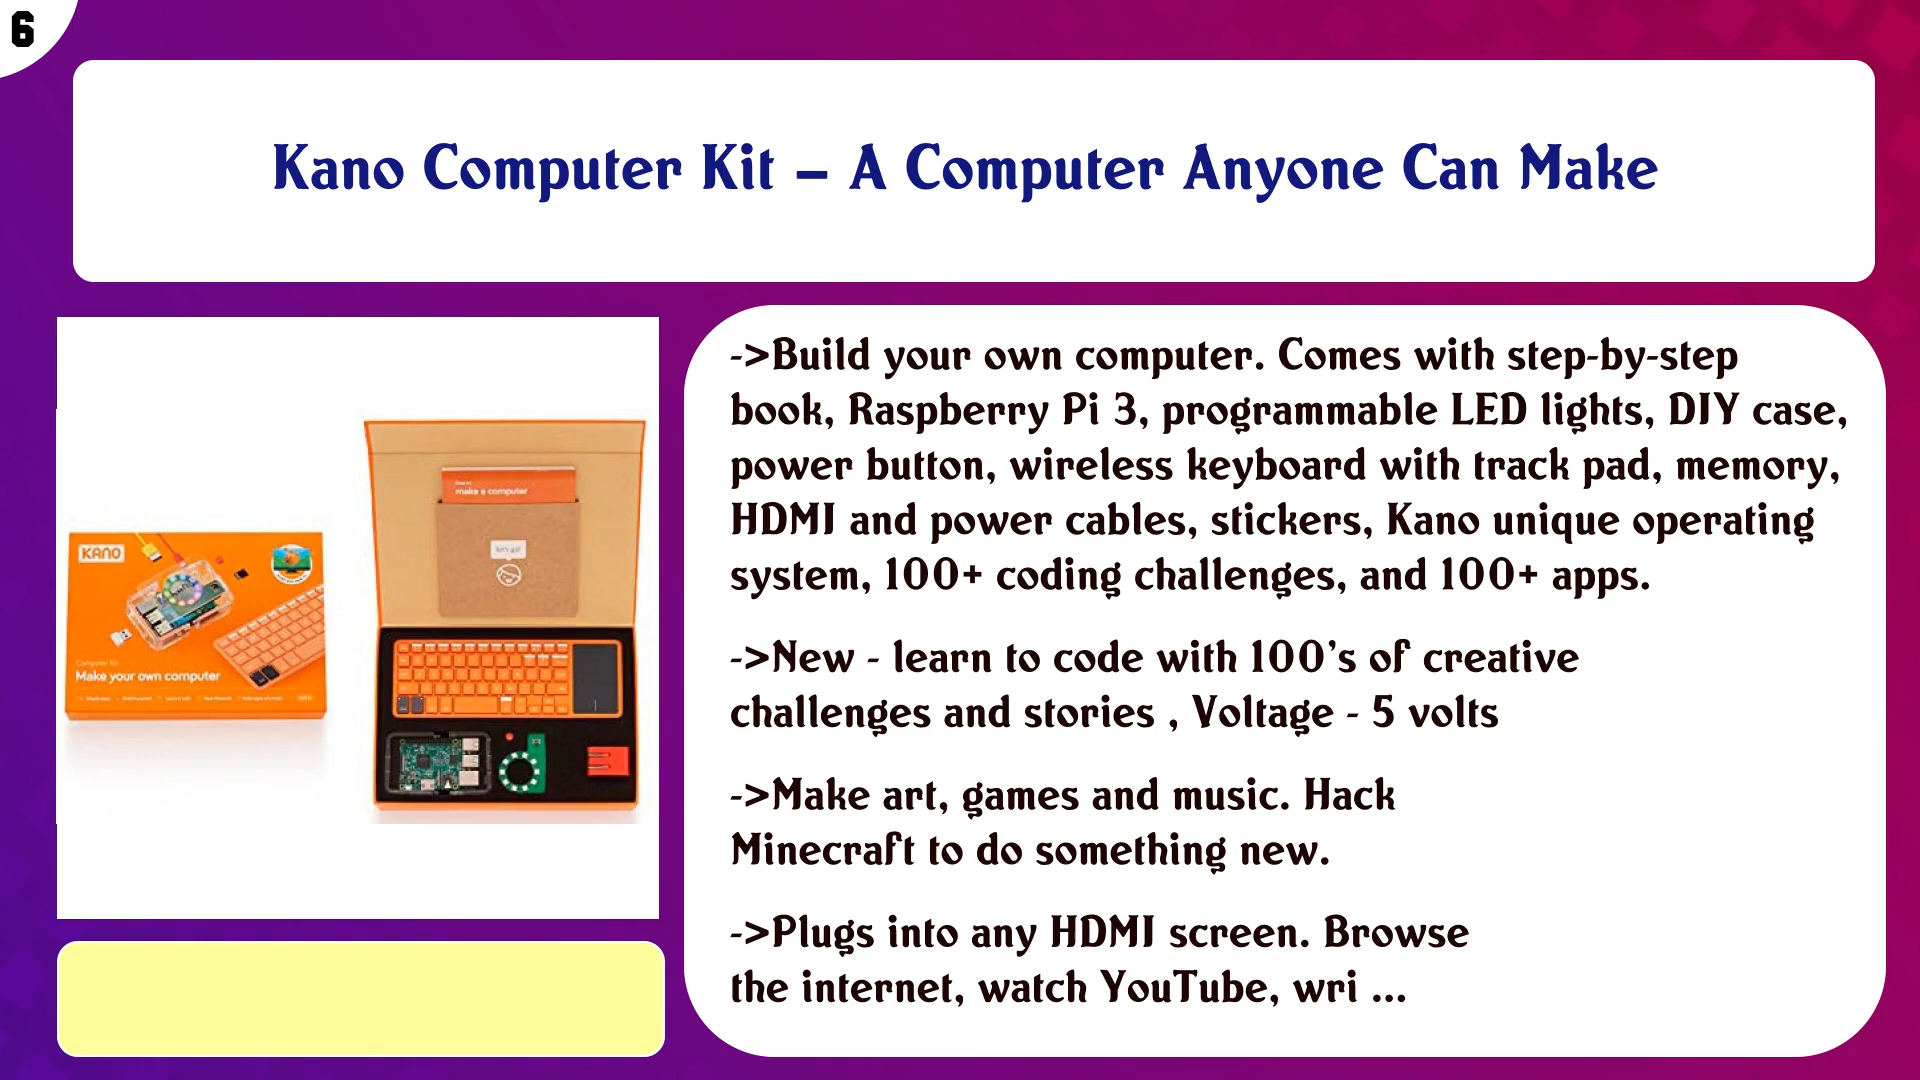 6
Kano Computer Kit – A Computer Anyone Can Make
->Build your own computer. Comes with step-by-step
book, Raspberry Pi 3, programmable LED lights, DIY case,
power button, wireless keyboard with track pad, memory,
HDMI and power cables, stickers, Kano unique operating
system, 100+ coding challenges, and 100+ apps.
->New - learn to code with 100's of creative
challenges and stories , Voltage - 5 volts
->Make art, games and music. Hack
Minecraft to do something new.
->Plugs into any HDMI screen. Browse
the internet, watch YouTube, wri ...
make a computer
let's go!
KANO
Computer Kit
Make your own computer